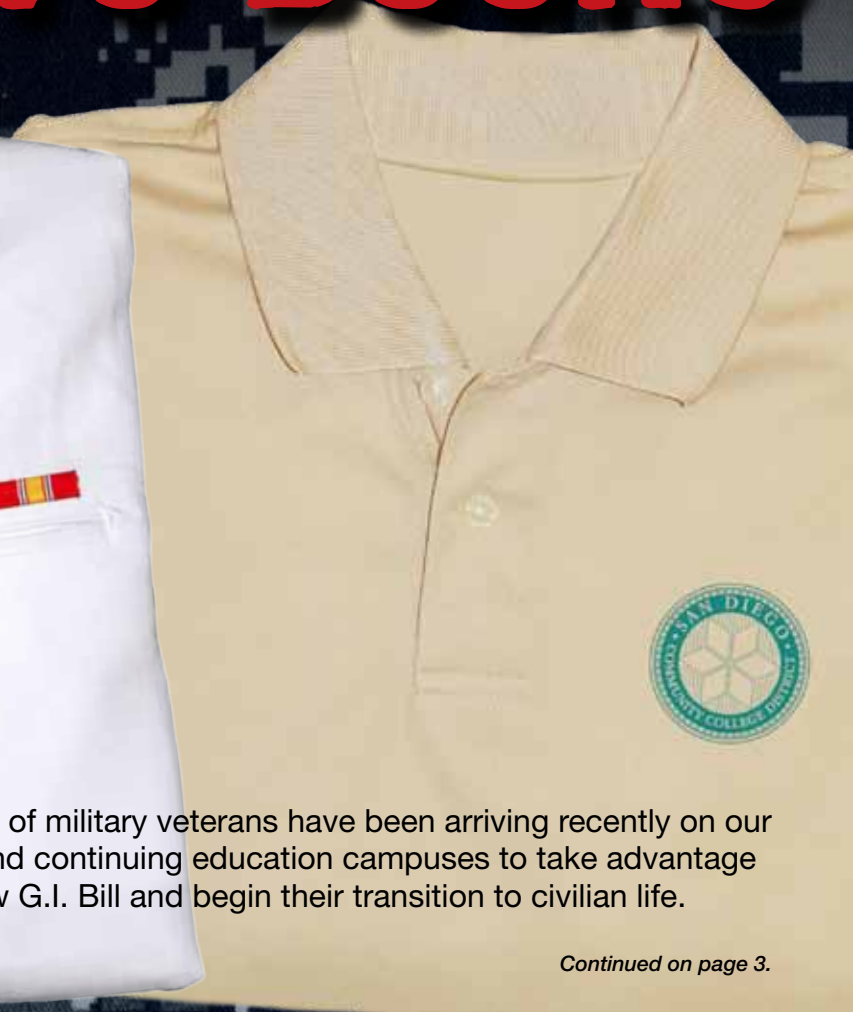 SAN DIEGO
COMMUNITY COLLEGE DISTRICT
of military veterans have been arriving recently on our
nd continuing education campuses to take advantage
w G.I. Bill and begin their transition to civilian life.
Continued on page 3.